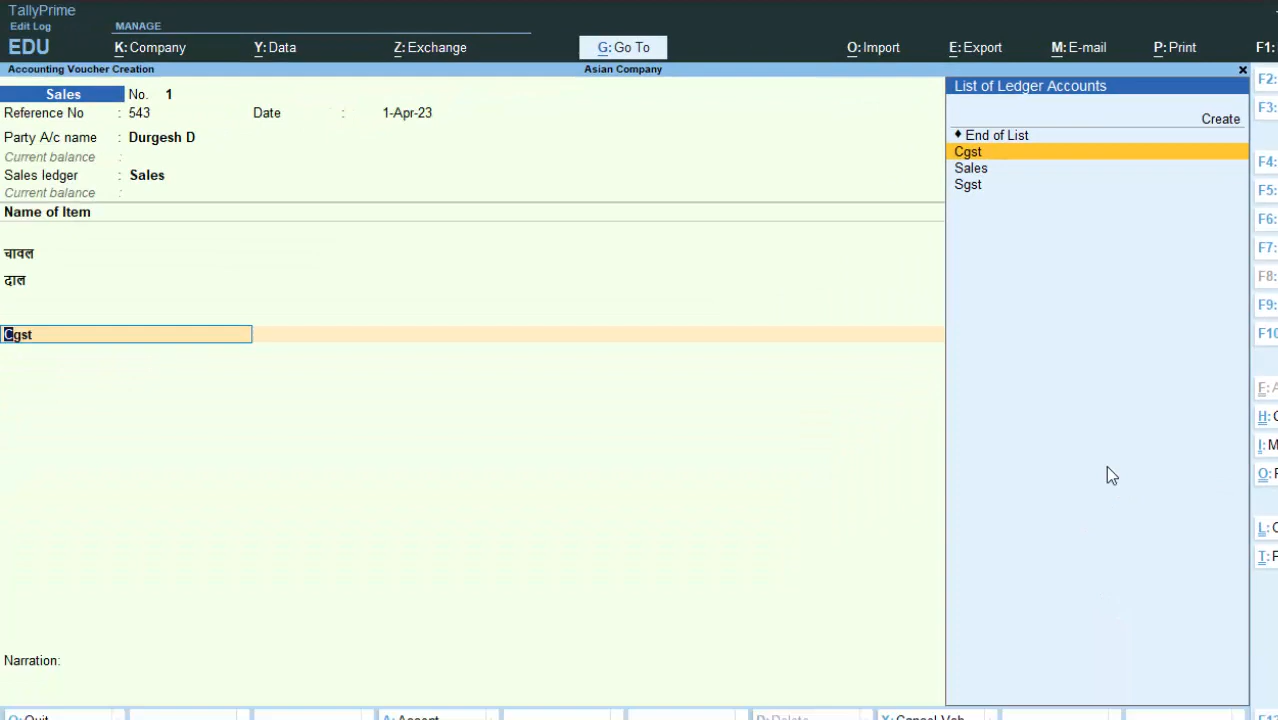 TallyPrime
Edit Log
MANAGE
EDU
K:Company
Y:Data
Z:Exchange
G:Go To
O:Import
E:Export
M:E-mail
P:Print
F1:
Accounting Voucher Creation
Asian Company
Sales No. 1
Reference No : 543 Date : 1-Apr-23
Party A/c name : Durgesh D
Current balance :
Sales ledger : Sales
Current balance :
Name of Item
चावल
दाल
Cgst
Narration:
List of Ledger Accounts
Create
♦ End of List
Cgst
Sales
Sgst
F2:
F3:
F4:
F5:
F6:
F7:
F8:
F9:
F10
E: A
H: C
I: M
O: F
L: C
T: F
Q: Quit
A: Accept
D: Delete
X: Cancel Vch